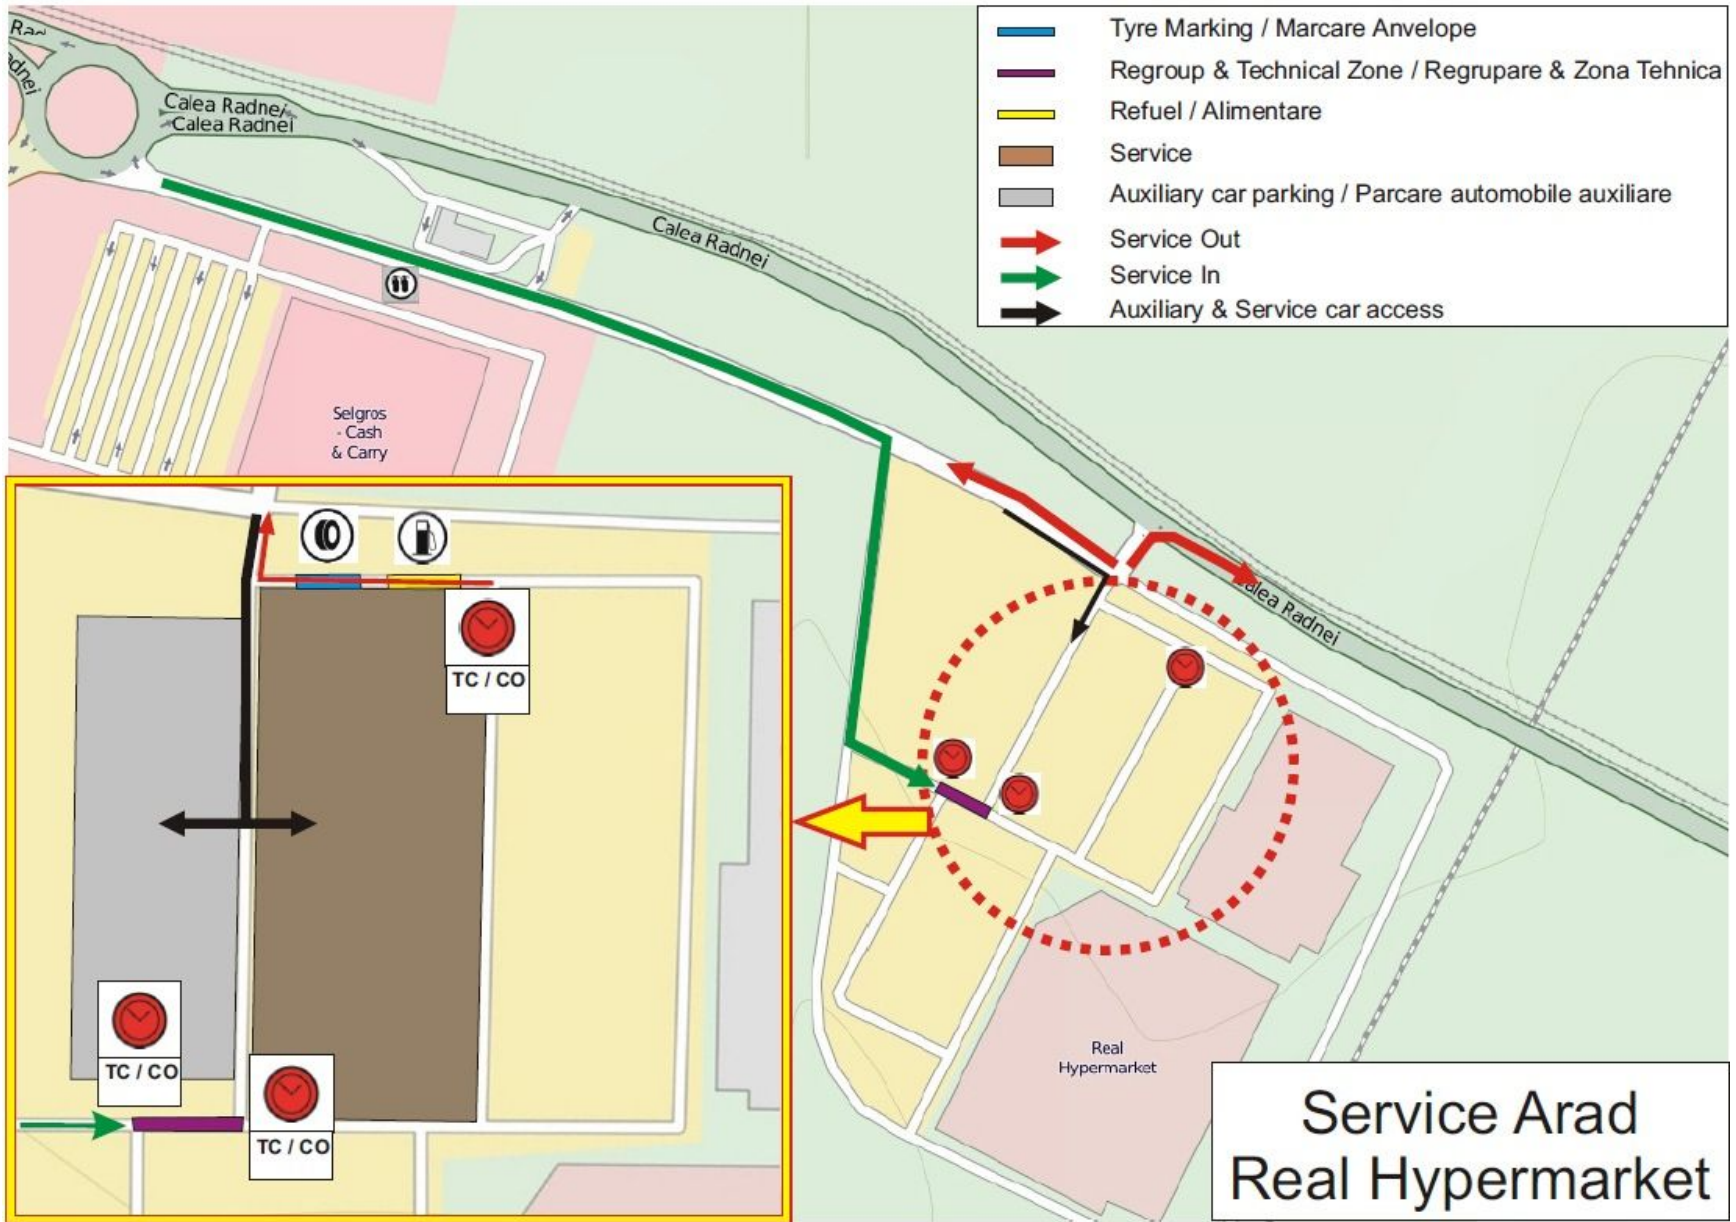 Calea Radnei
Calea Radnei
Calea Radnei
Calea Radnei
Selgros
- Cash
& Carry
Real
Hypermarket
Tyre Marking / Marcare Anvelope
Regroup & Technical Zone / Regrupare & Zona Tehnica
Refuel / Alimentare
Service
Auxiliary car parking / Parcare automobile auxiliare
Service Out
Service In
Auxiliary & Service car access
TC / CO
TC / CO
TC / CO
Service Arad
Real Hypermarket